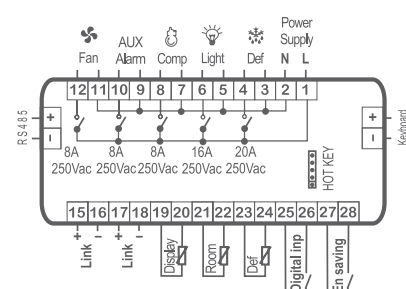 Power
AUX
Supply
Fan Alarm Comp Light Def N L
12 11 10 9 8 7 6 5 4 3 2 1
RS485
+
-
+
-
Keyboard
8A 8A 8A 16A 20A
250Vac 250Vac 250Vac 250Vac 250Vac
HOT KEY
15 16 17 18 19 20 21 22 23 24 25 26 27 28
+ - + -
Link
Link
Display
Room
Def
Digital inp
En saving